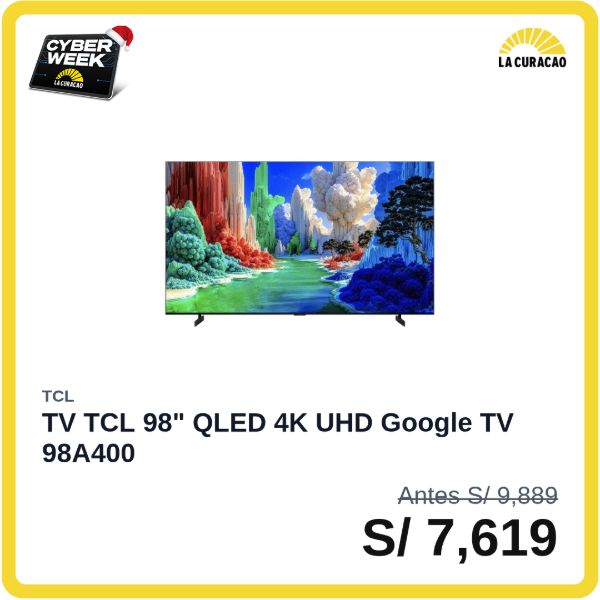 CYBER
WEEK
LA CURACAO
LA CURACAO
TCL
TV TCL 98" QLED 4K UHD Google TV
98A400
Antes S/ 9,889
S/ 7,619